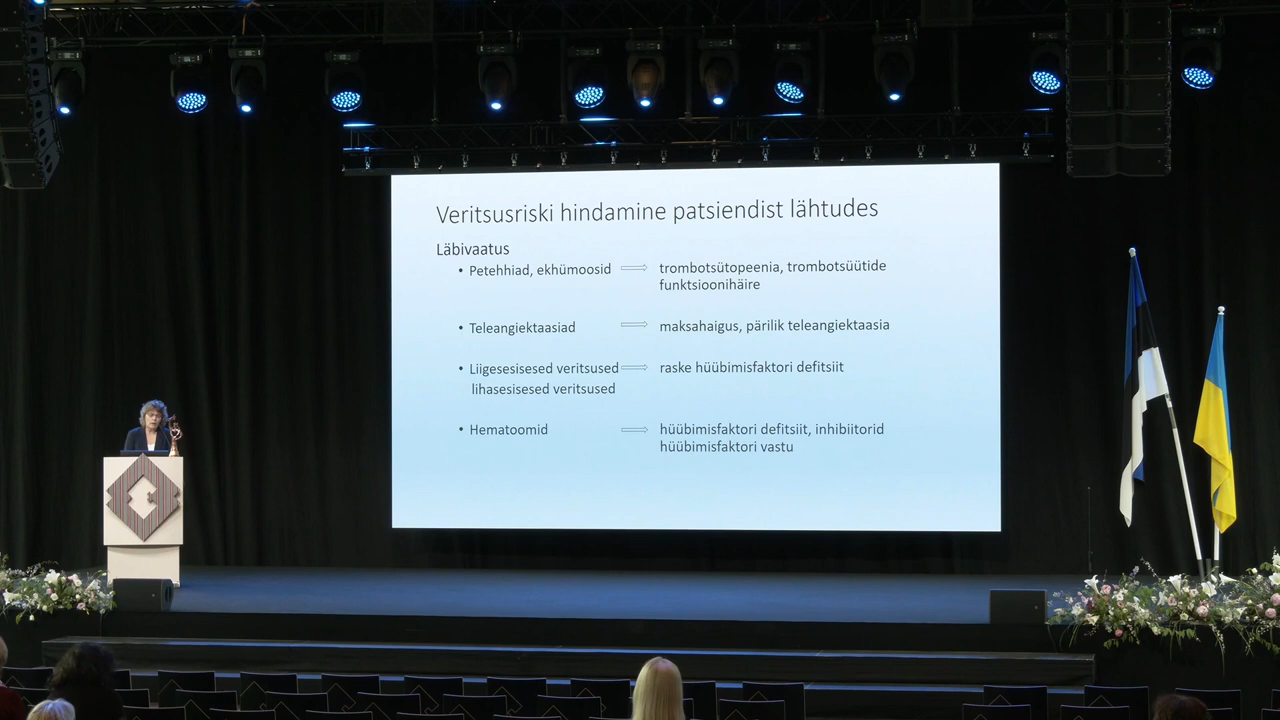 Veritsusriski hindamine patsiendist lähtudes
Läbivaatus
• Petehhiad, ekhümoosid
trombotsütopeenia, trombotsüütide
funktsioonihäire
• Teleangiektaasiad
maksahaigus, pärilik teleangiektaasia
• Liigesesisesed veritsused
lihasesisesed veritsused
raske hüübimisfaktori defitsiit
• Hematoomid
hüübimisfaktori defitsiit, inhibiitorid
hüübimisfaktori vastu